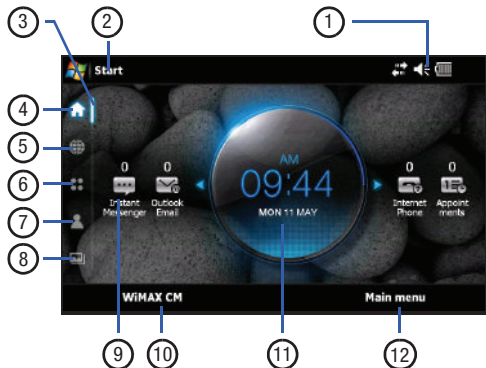 3
2
1
Start
4
5
6
7
8
0
Instant
Messenger
0
Outlook
Email
AM
09:44
MON 11 MAY
0
Internet
Phone
0
Appoint
ments
WiMAX CM
Main menu
9
10
11
12